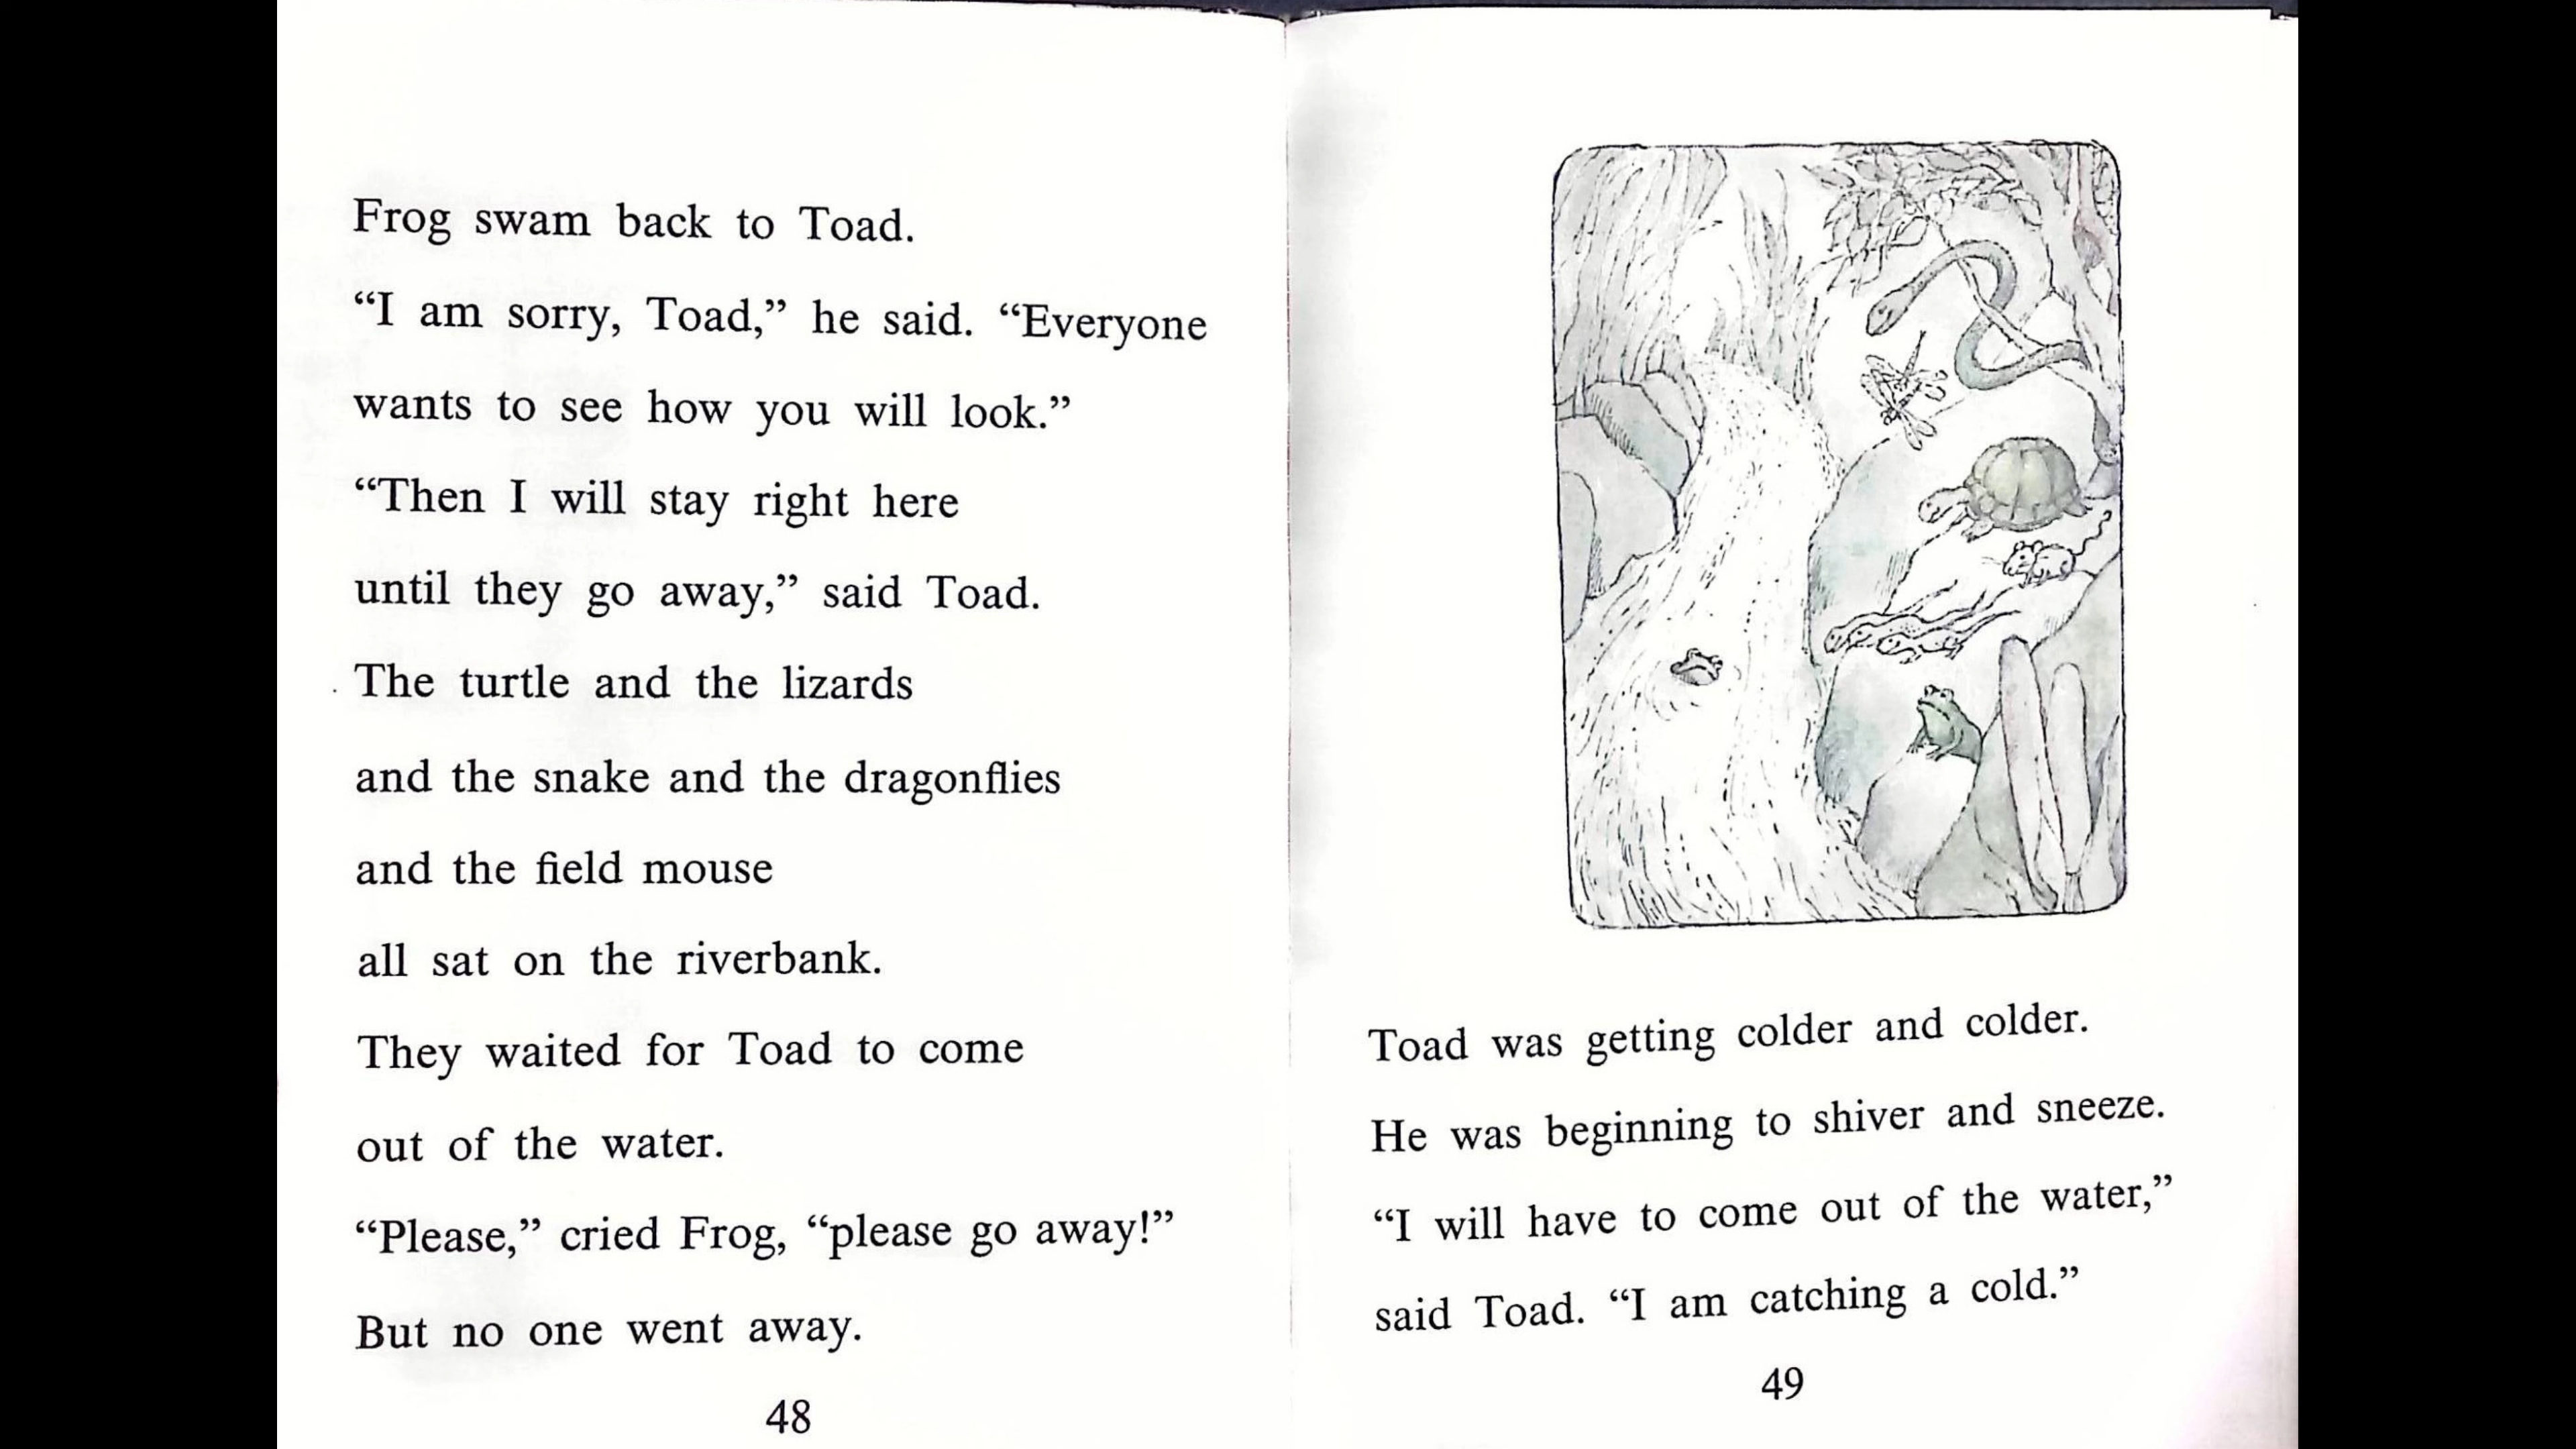 Frog swam back to Toad.
“I am sorry, Toad,” he said. “Everyone
wants to see how you will look.”
“Then I will stay right here
until they go away,” said Toad.
The turtle and the lizards
and the snake and the dragonflies
and the field mouse
all sat on the riverbank.
They waited for Toad to come
out of the water.
“Please,” cried Frog, “please go away!”
But no one went away.
48
Toad was getting colder and colder.
He was beginning to shiver and sneeze.
“I will have to come out of the water,”
said Toad. “I am catching a cold.”
49